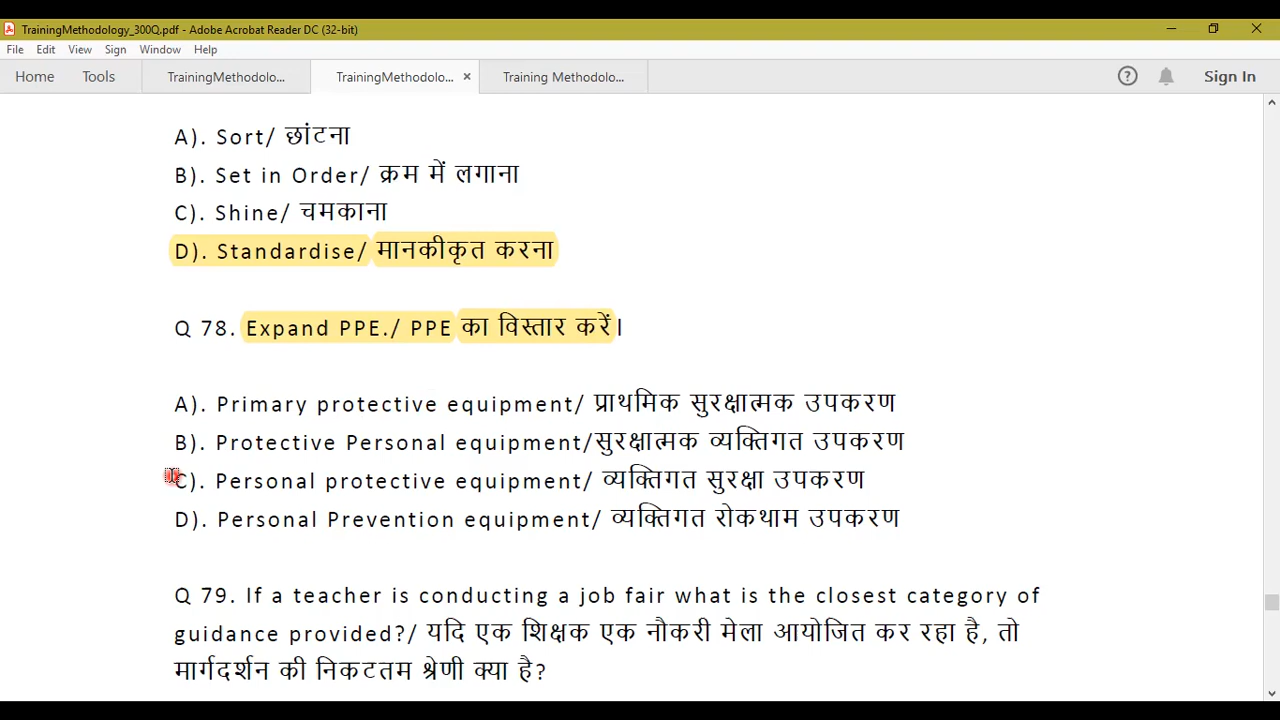 TrainingMethodology_300Q.pdf - Adobe Acrobat Reader DC (32-bit)
File Edit View Sign Window Help
Home Tools TrainingMethodolo... TrainingMethodolo... × Training Methodolo... ? Sign In
A). Sort/ छांटना
B). Set in Order/ क्रम में लगाना
C). Shine/ चमकाना
D). Standardise/ मानकीकृत करना
Q 78. Expand PPE./ PPE का विस्तार करें।
A). Primary protective equipment/ प्राथमिक सुरक्षात्मक उपकरण
B). Protective Personal equipment/सुरक्षात्मक व्यक्तिगत उपकरण
C). Personal protective equipment/ व्यक्तिगत सुरक्षा उपकरण
D). Personal Prevention equipment/ व्यक्तिगत रोकथाम उपकरण
Q 79. If a teacher is conducting a job fair what is the closest category of
guidance provided?/ यदि एक शिक्षक एक नौकरी मेला आयोजित कर रहा है, तो
मार्गदर्शन की निकटतम श्रेणी क्या है?